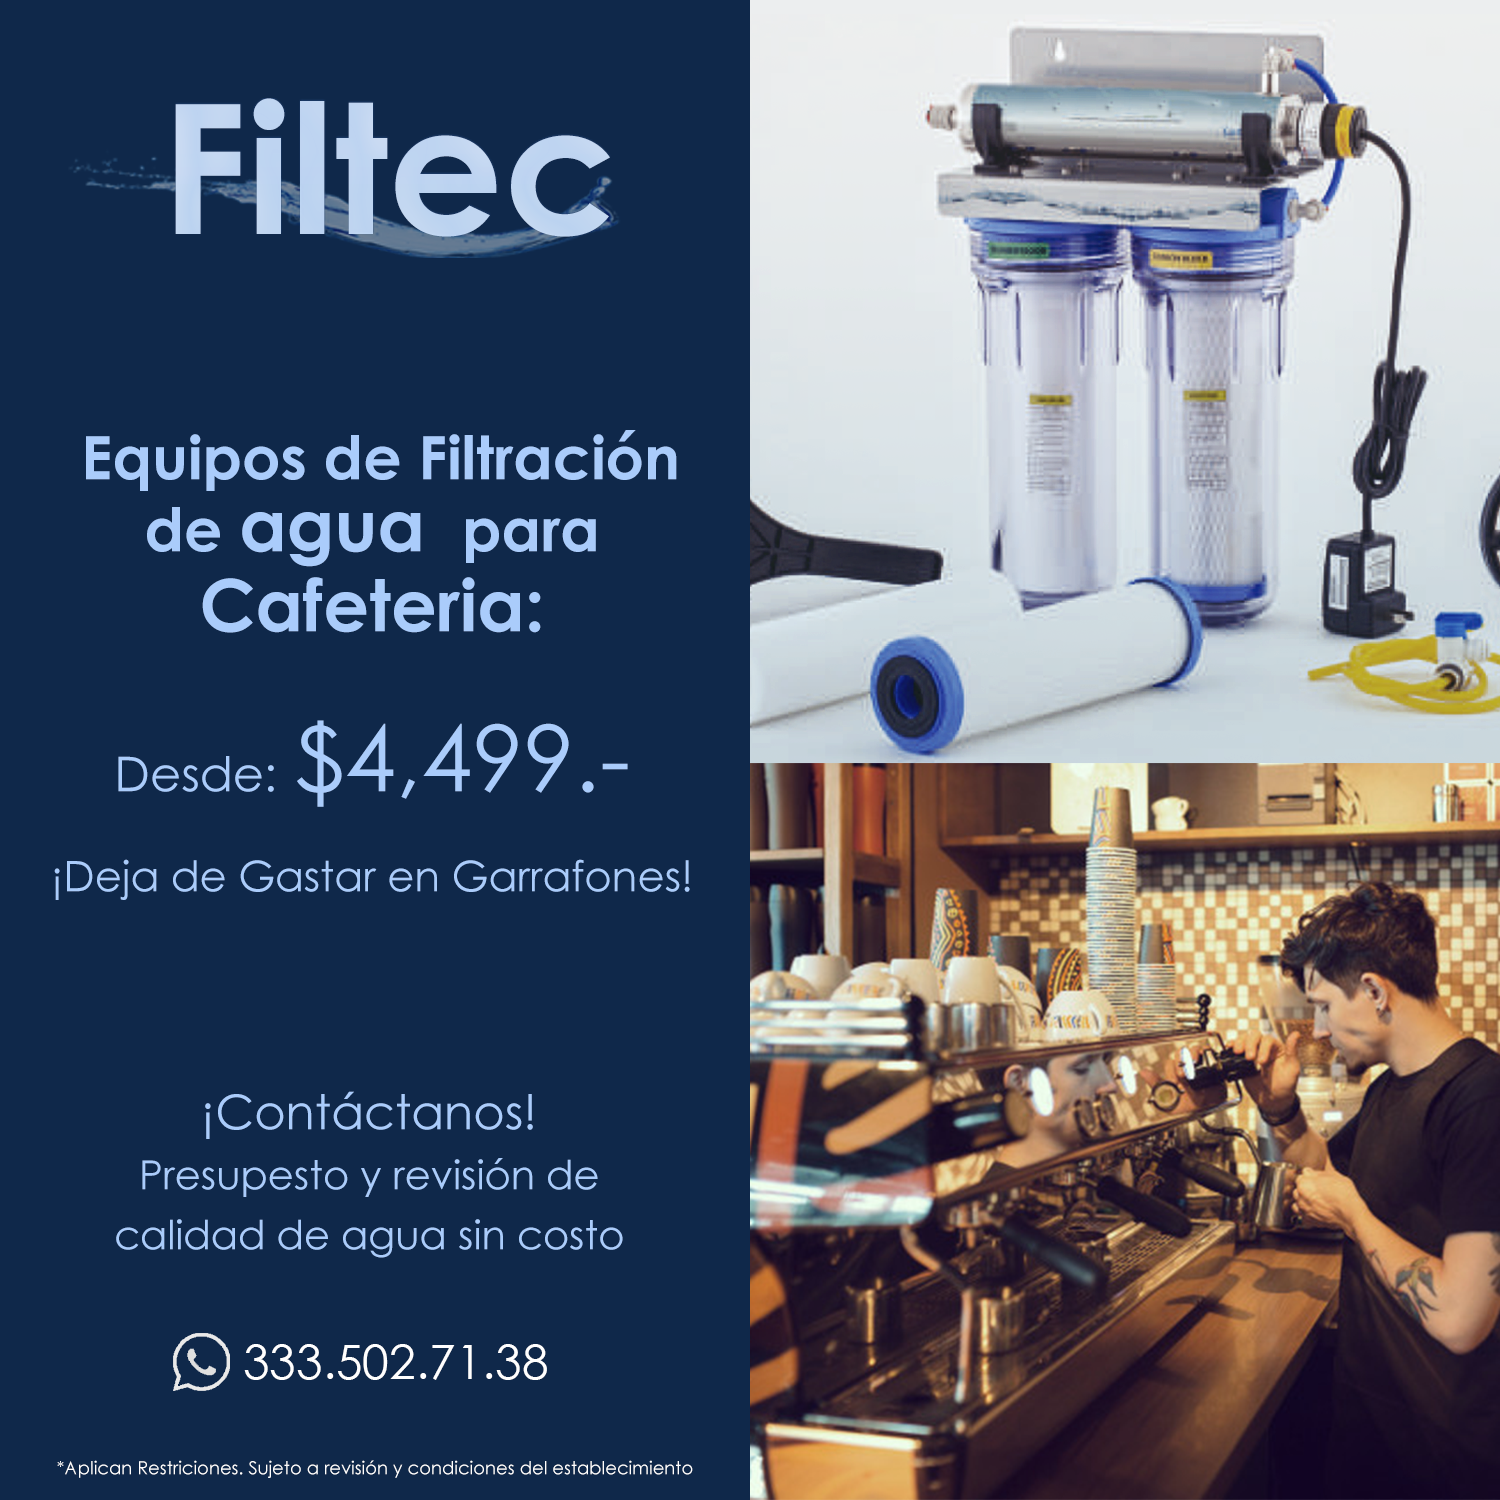 Filtec
Equipos de Filtración
de agua para
Cafeteria:
Desde: $4,499.-
¡Deja de Gastar en Garrafones!
¡Contáctanos!
Presupesto y revisión de
calidad de agua sin costo
333.502.71.38
*Aplican Restriciones. Sujeto a revisión y condiciones del establecimiento